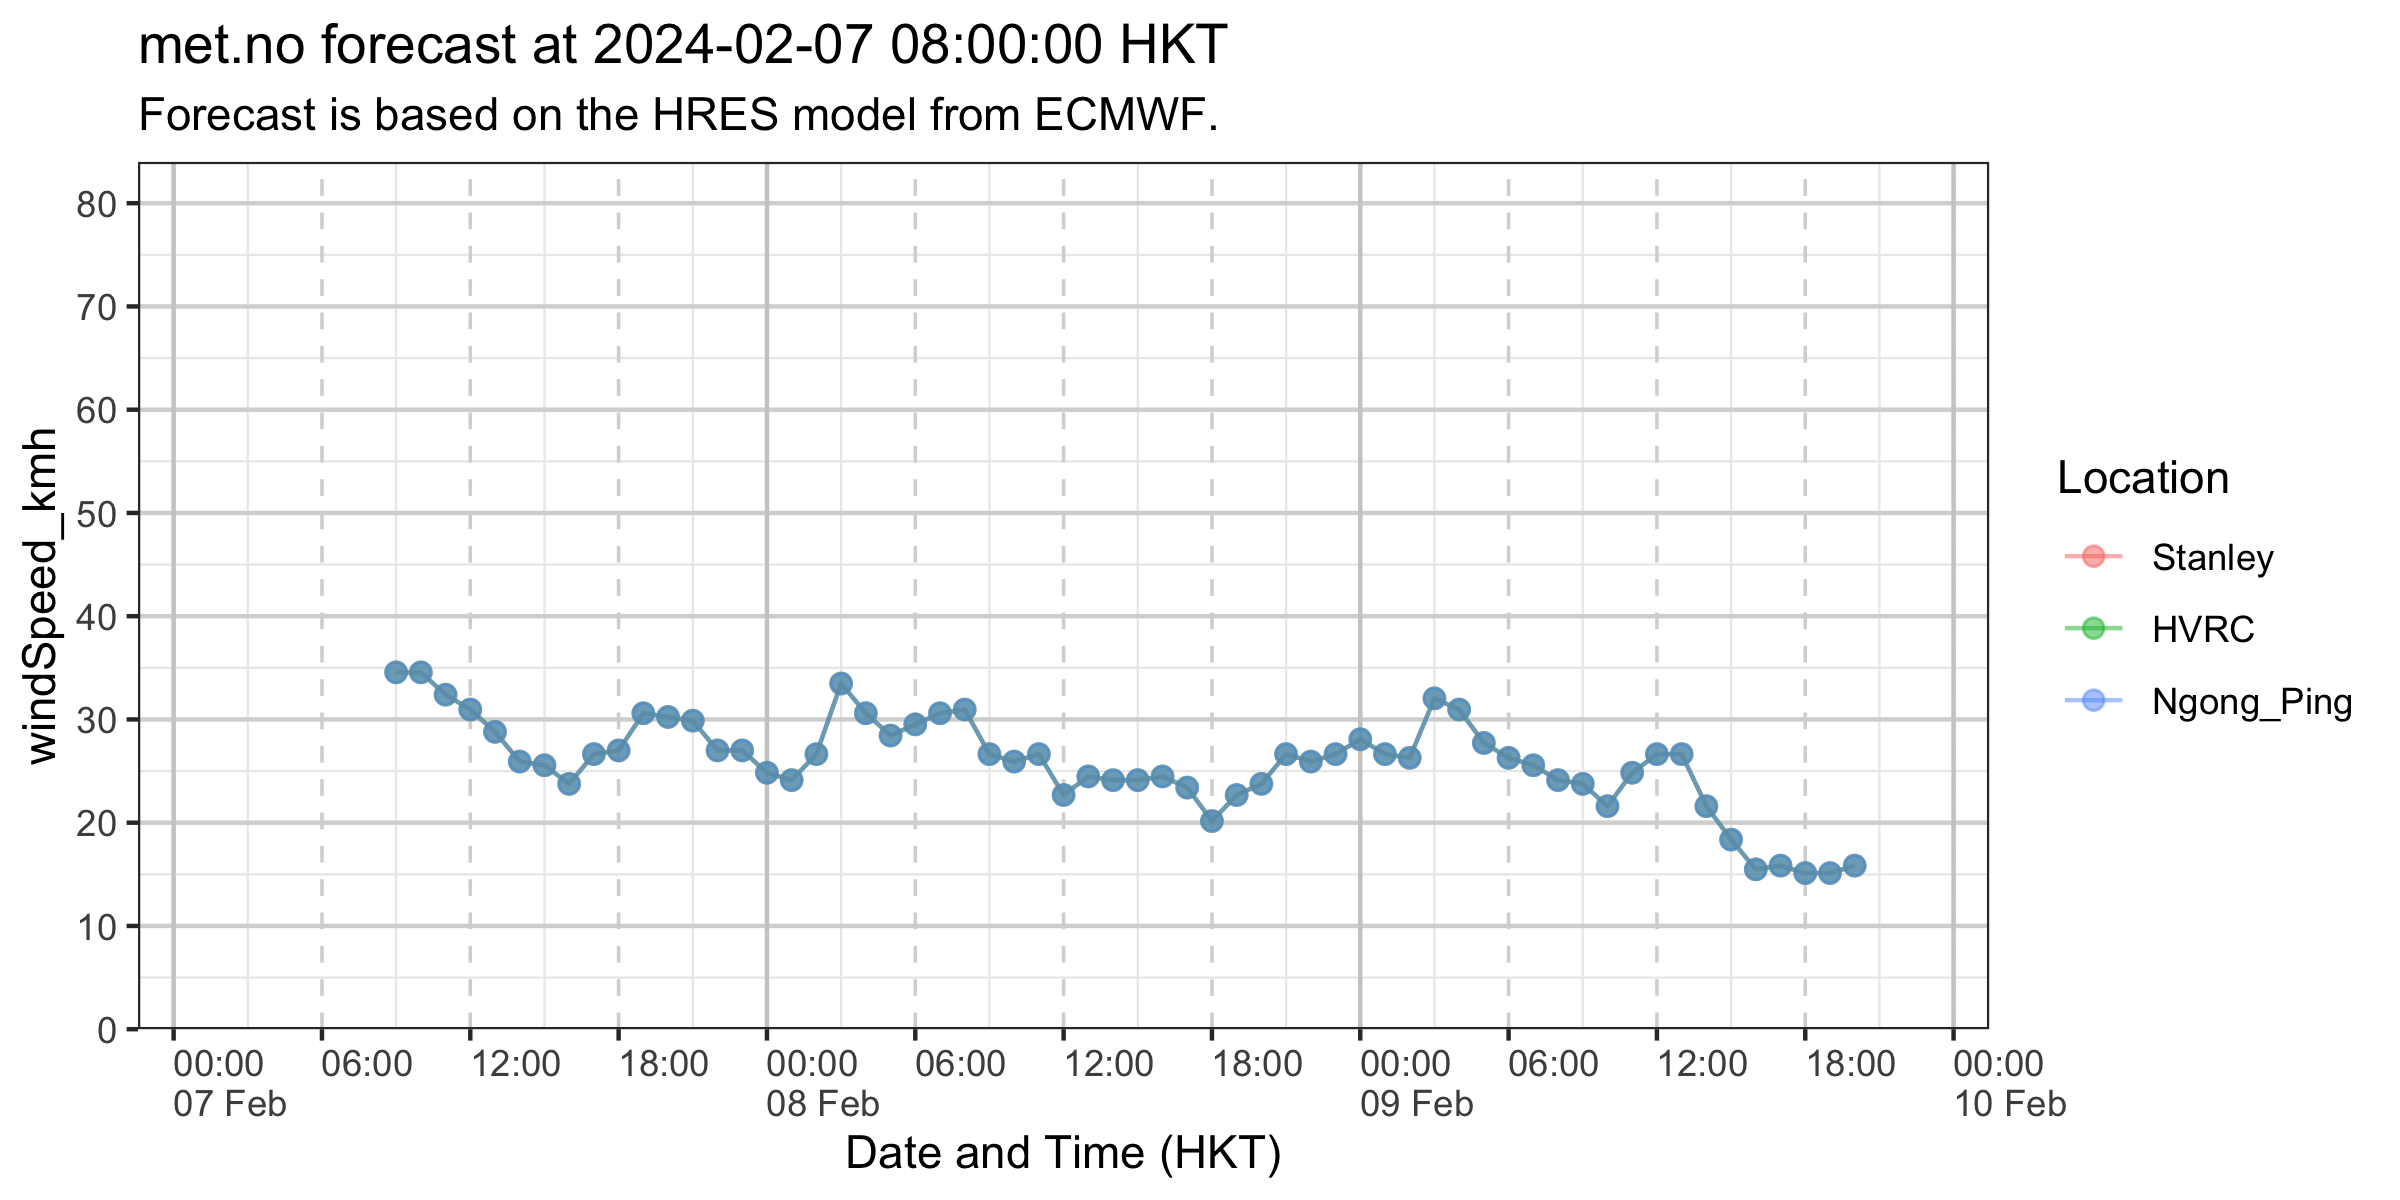 met.no forecast at 2024-02-07 08:00:00 HKT
Forecast is based on the HRES model from ECMWF.
windSpeed_kmh
80
70
60
50
40
30
20
10
0
00:00 06:00 12:00 18:00 00:00 06:00 12:00 18:00 00:00 06:00 12:00 18:00 00:00
07 Feb 08 Feb 09 Feb 10 Feb
Date and Time (HKT)
Location
Stanley
HVRC
Ngong_Ping